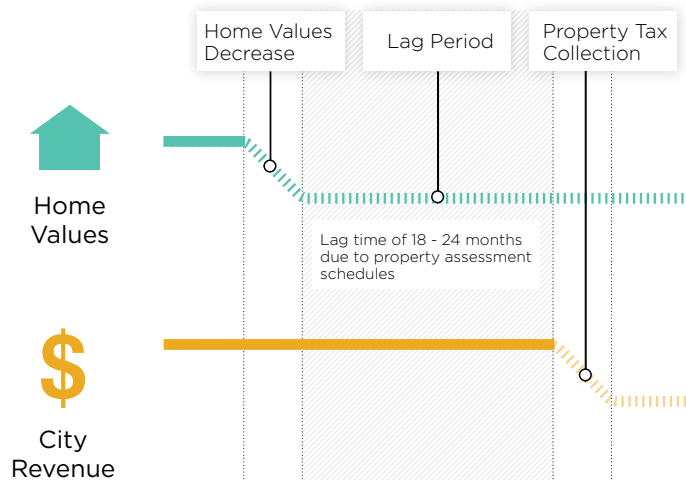 Home Values
Decrease
Lag Period
Property Tax
Collection
Home
Values
Lag time of 18 - 24 months
due to property assessment
schedules
$
City
Revenue